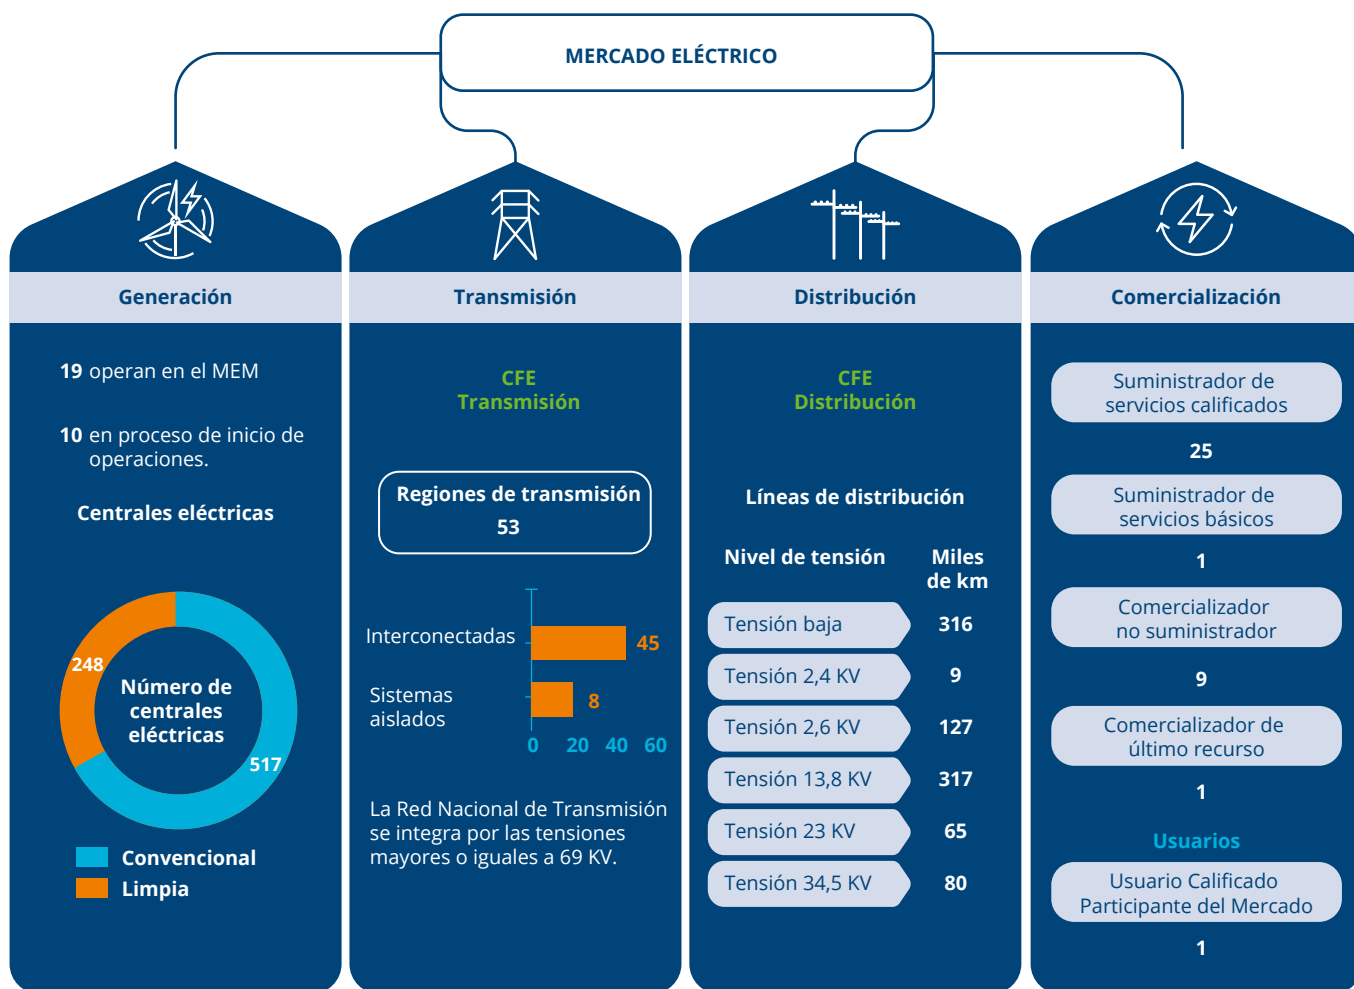 MERCADO ELÉCTRICO
Generación
19 operan en el MEM
10 en proceso de inicio de
operaciones.
Centrales eléctricas
248
Número de
centrales
eléctricas
517
Convencional
Limpia
Transmisión
CFE
Transmisión
Regiones de transmisión
53
Interconectadas
45
Sistemas
aislados
8
0 20 40 60
La Red Nacional de Transmisión
se integra por las tensiones
mayores o iguales a 69 KV.
Distribución
CFE
Distribución
Líneas de distribución
Nivel de tensión
Miles
de km
Tensión baja 316
Tensión 2,4 KV 9
Tensión 2,6 KV 127
Tensión 13,8 KV 317
Tensión 23 KV 65
Tensión 34,5 KV 80
Comercialización
Suministrador de
servicios calificados
25
Suministrador de
servicios básicos
1
Comercializador
no suministrador
9
Comercializador de
último recurso
1
Usuarios
Usuario Calificado
Participante del Mercado
1